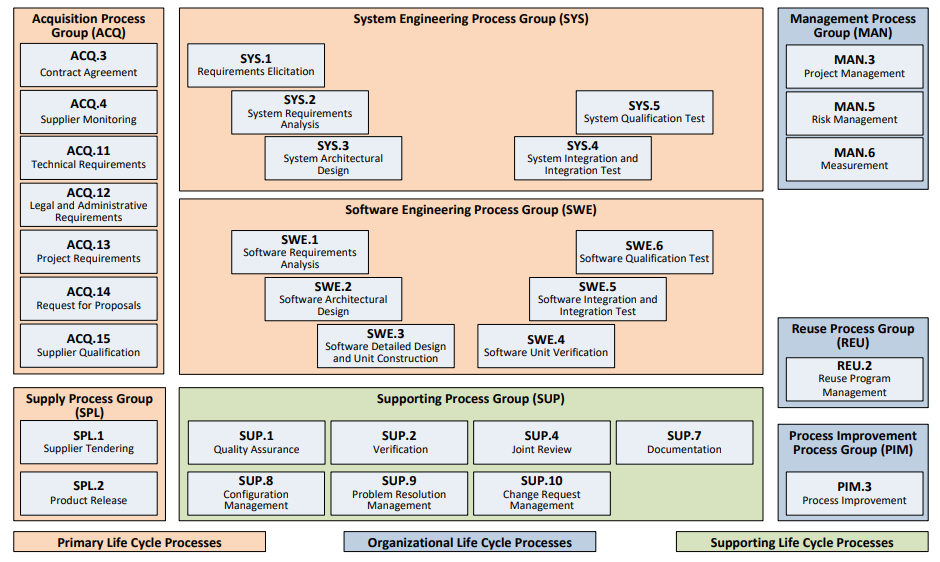 Acquisition Process
Group (ACQ)
ACQ.3
Contract Agreement
ACQ.4
Supplier Monitoring
ACQ.11
Technical Requirements
ACQ.12
Legal and Administrative
Requirements
ACQ.13
Project Requirements
ACQ.14
Request for Proposals
ACQ.15
Supplier Qualification
System Engineering Process Group (SYS)
SYS.1
Requirements Elicitation
SYS.2
System Requirements
Analysis
SYS.3
System Architectural
Design
SYS.5
System Qualification Test
SYS.4
System Integration and
Integration Test
Management Process
Group (MAN)
MAN.3
Project Management
MAN.5
Risk Management
MAN.6
Measurement
Software Engineering Process Group (SWE)
SWE.1
Software Requirements
Analysis
SWE.2
Software Architectural
Design
SWE.3
Software Detailed Design
and Unit Construction
SWE.6
Software Qualification Test
SWE.5
Software Integration and
Integration Test
SWE.4
Software Unit Verification
Reuse Process Group
(REU)
REU.2
Reuse Program
Management
Supply Process Group
(SPL)
SPL.1
Supplier Tendering
SPL.2
Product Release
Supporting Process Group (SUP)
SUP.1
Quality Assurance
SUP.2
Verification
SUP.4
Joint Review
SUP.7
Documentation
SUP.8
Configuration
Management
SUP.9
Problem Resolution
Management
SUP.10
Change Request
Management
Process Improvement
Process Group (PIM)
PIM.3
Process Improvement
Primary Life Cycle Processes
Organizational Life Cycle Processes
Supporting Life Cycle Processes